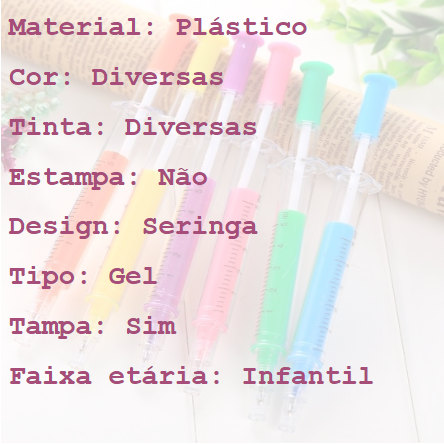 Material: Plástico
Cor: Diversas
Tinta: Diversas
Estampa: Não
Design: Seringa
Tipo: Gel
Tampa: Sim
Faixa etária: Infantil